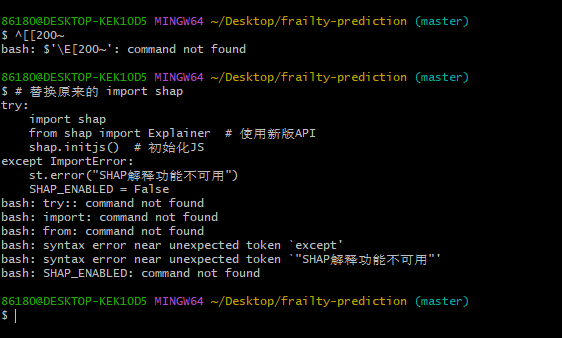 86180@DESKTOP-KEK1OD5 MINGW64 ~/Desktop/frailty-prediction (master)
$ ^[[200~
bash: $'\E[200~': command not found
86180@DESKTOP-KEK1OD5 MINGW64 ~/Desktop/frailty-prediction (master)
$ # 替换原来的 import shap
try:
    import shap
    from shap import Explainer  # 使用新版API
    shap.initjs()  # 初始化JS
except ImportError:
    st.error("SHAP解释功能不可用")
    SHAP_ENABLED = False
bash: try:: command not found
bash: import: command not found
bash: from: command not found
bash: syntax error near unexpected token `except'
bash: syntax error near unexpected token `"SHAP解释功能不可用"'
bash: SHAP_ENABLED: command not found
86180@DESKTOP-KEK1OD5 MINGW64 ~/Desktop/frailty-prediction (master)
$